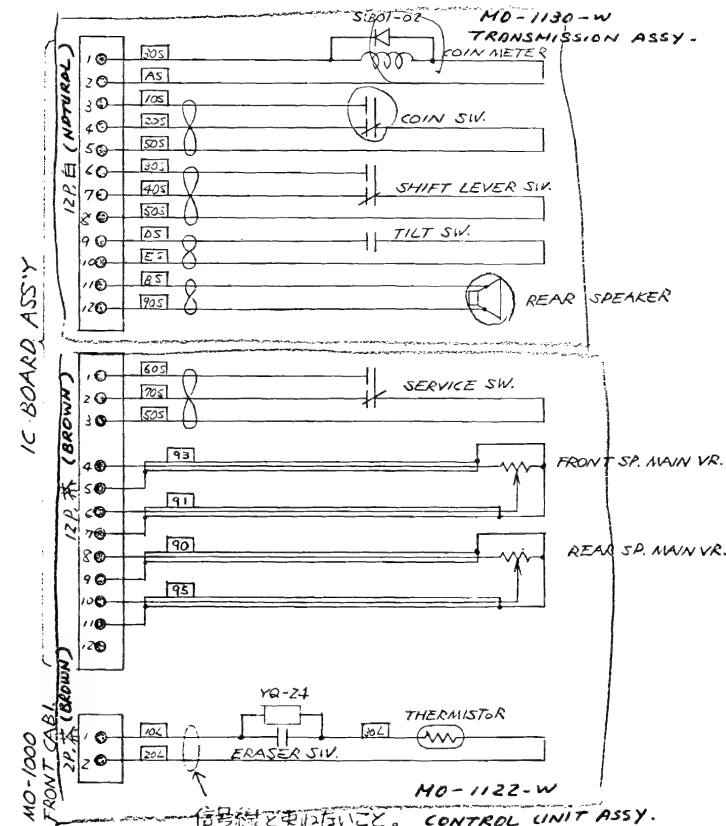 S5B01-02
MO-1130-W
TRANSMISSION ASSY.
COIN METER
12P. 白 (NATURAL)
1 30S
2 AS
3 10S
4 20S
COIN SW.
5 50S
6 30S
7 40S
SHIFT LEVER SW.
8 50S
9 DS
TILT SW.
10 ES
11 BS
12 90S
REAR SPEAKER
IC BOARD ASS'Y
12P. 茶 (BROWN)
1 60S
2 70S
SERVICE SW.
3 50S
93
4
FRONT SP. MAIN VR.
5
91
6
7
90
8
REAR SP. MAIN VR.
9
95
10
11
12
MO-1000
FRONT CABI.
2P. 茶 (BROWN)
YQ-21
THERMISTOR
1 10L
30L
2 20L
ERASER SW.
MO-1122-W
信号線と束ねないこと。
CONTROL UNIT ASSY.